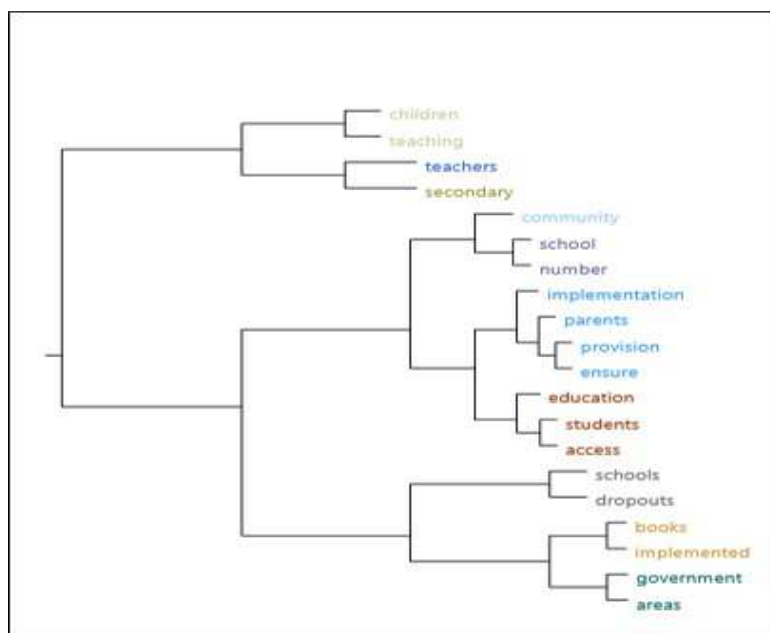 children
teaching
teachers
secondary
community
school
number
implementation
parents
provision
ensure
education
students
access
schools
dropouts
books
implemented
government
areas